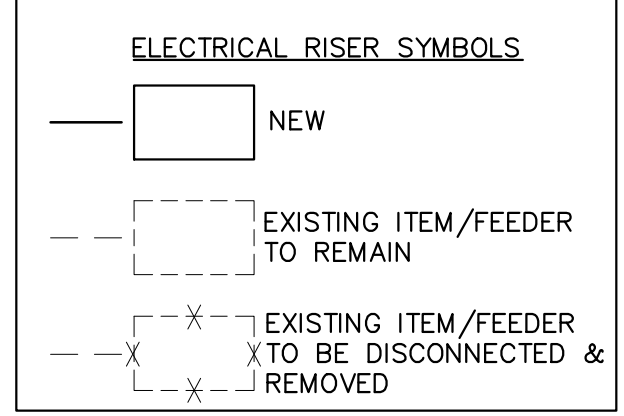 ELECTRICAL RISER SYMBOLS
NEW
EXISTING ITEM/FEEDER
TO REMAIN
EXISTING ITEM/FEEDER
TO BE DISCONNECTED &
REMOVED